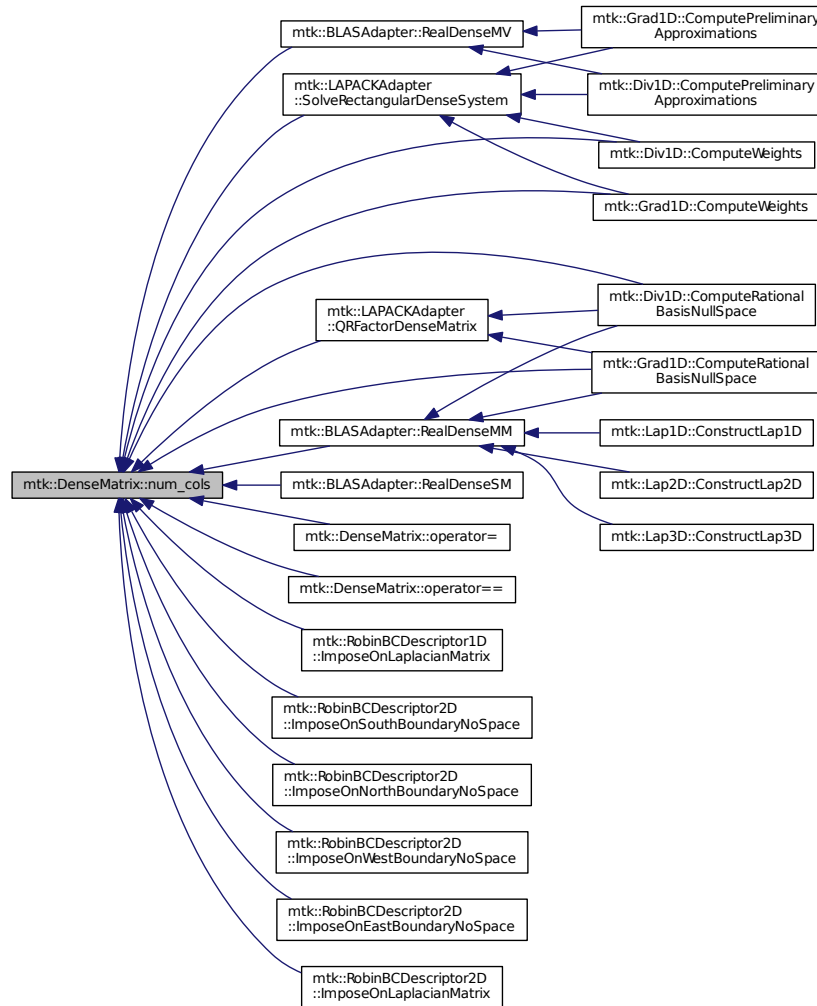 mtk::Grad1D::ComputePreliminary
Approximations
mtk::BLASAdapter::RealDenseMV
mtk::LAPACKAdapter
::SolveRectangularDenseSystem
mtk::Div1D::ComputePreliminary
Approximations
mtk::Div1D::ComputeWeights
mtk::Grad1D::ComputeWeights
mtk::LAPACKAdapter
::QRFactorDenseMatrix
mtk::Div1D::ComputeRational
BasisNullSpace
mtk::Grad1D::ComputeRational
BasisNullSpace
mtk::BLASAdapter::RealDenseMM
mtk::Lap1D::ConstructLap1D
mtk::DenseMatrix::num_cols
mtk::BLASAdapter::RealDenseSM
mtk::Lap2D::ConstructLap2D
mtk::DenseMatrix::operator=
mtk::Lap3D::ConstructLap3D
mtk::DenseMatrix::operator==
mtk::RobinBCDescriptor1D
::ImposeOnLaplacianMatrix
mtk::RobinBCDescriptor2D
::ImposeOnSouthBoundaryNoSpace
mtk::RobinBCDescriptor2D
::ImposeOnNorthBoundaryNoSpace
mtk::RobinBCDescriptor2D
::ImposeOnWestBoundaryNoSpace
mtk::RobinBCDescriptor2D
::ImposeOnEastBoundaryNoSpace
mtk::RobinBCDescriptor2D
::ImposeOnLaplacianMatrix